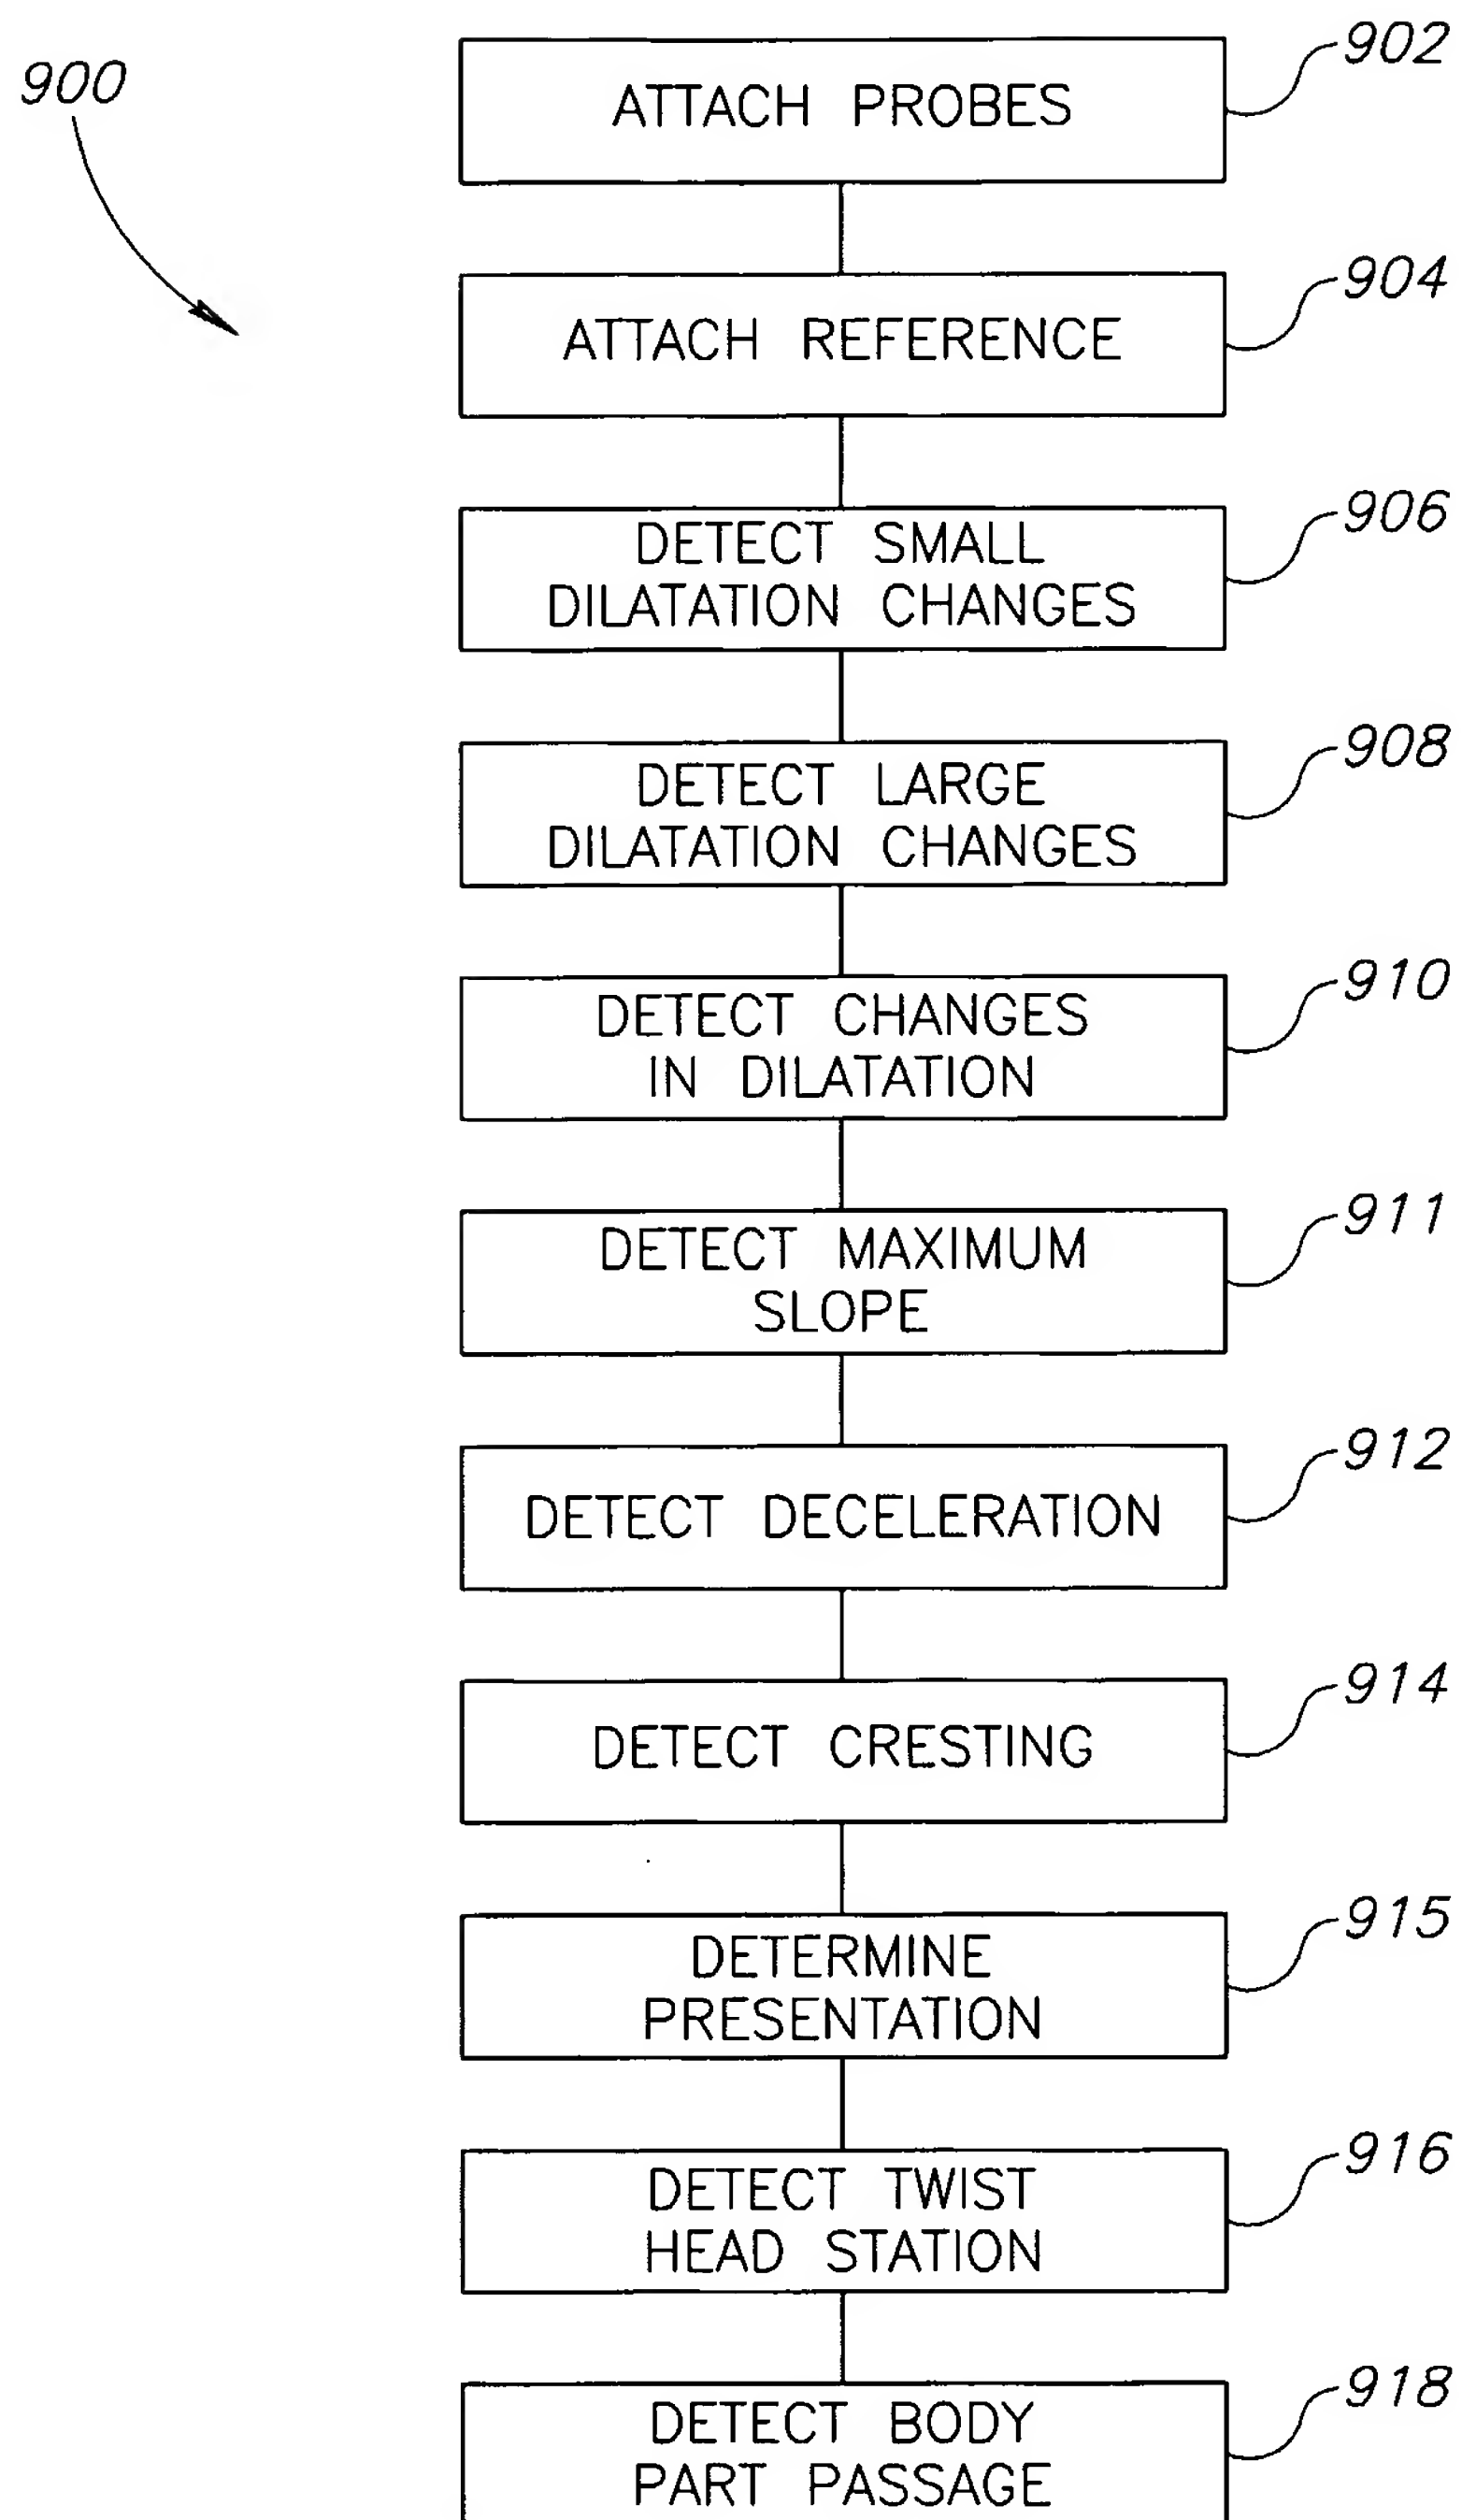 900
ATTACH PROBES
902
ATTACH REFERENCE
904
DETECT SMALL
DILATATION CHANGES
906
DETECT LARGE
DILATATION CHANGES
908
DETECT CHANGES
IN DILATATION
910
DETECT MAXIMUM
SLOPE
911
DETECT DECELERATION
912
DETECT CRESTING
914
DETERMINE
PRESENTATION
915
DETECT TWIST
HEAD STATION
916
DETECT BODY
PART PASSAGE
918